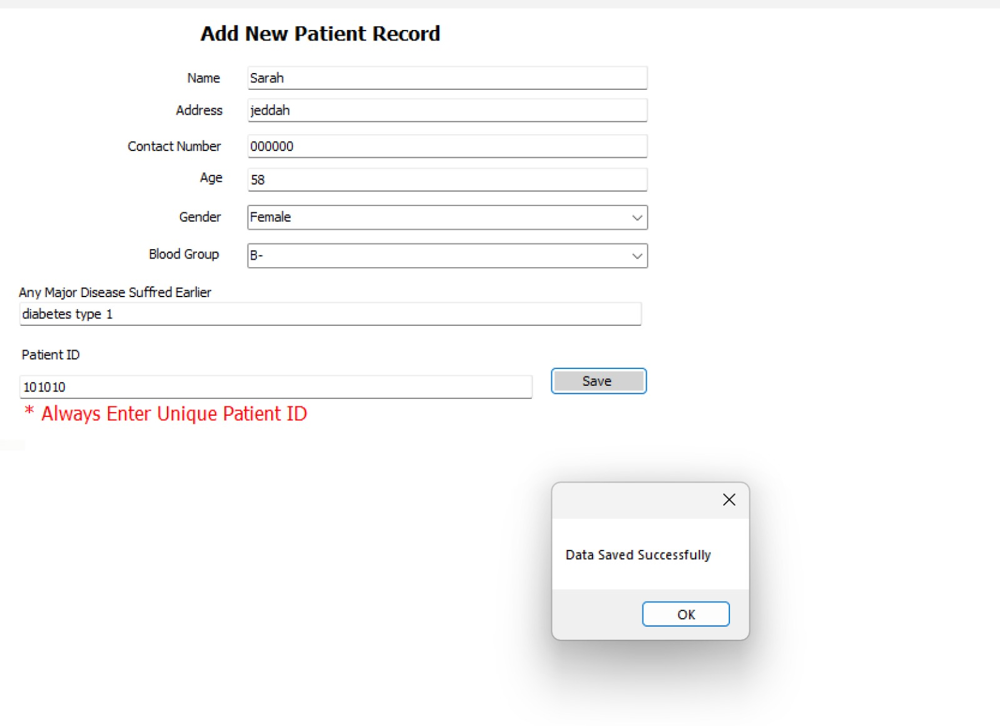 Add New Patient Record
Name Sarah
Address jeddah
Contact Number 000000
Age 58
Gender Female
Blood Group B-
Any Major Disease Suffred Earlier
diabetes type 1
Patient ID
101010 Save
* Always Enter Unique Patient ID
Data Saved Successfully
OK